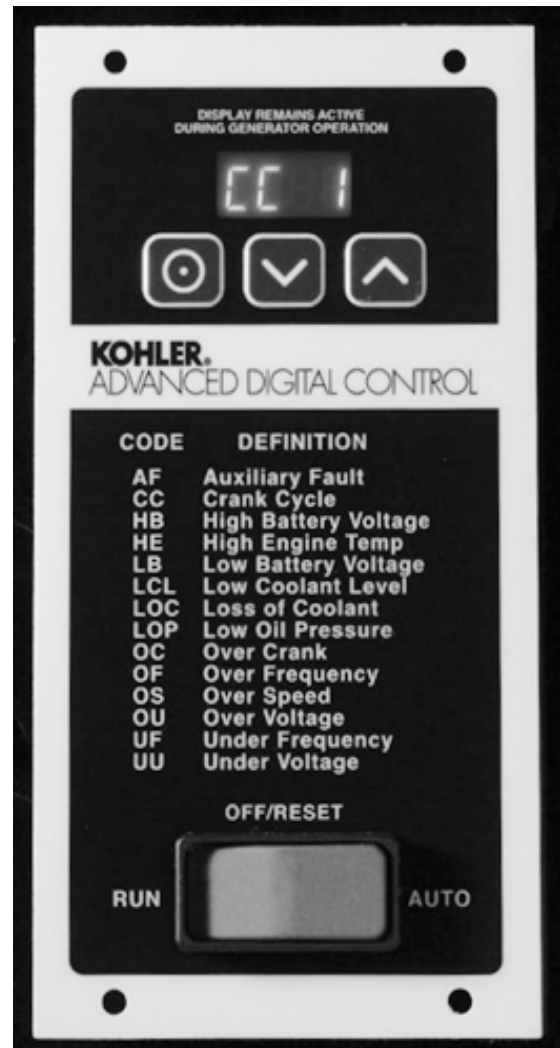 DISPLAY REMAINS ACTIVE
DURING GENERATOR OPERATION
CC 1
KOHLER®
ADVANCED DIGITAL CONTROL
CODE DEFINITION
AF Auxiliary Fault
CC Crank Cycle
HB High Battery Voltage
HE High Engine Temp
LB Low Battery Voltage
LCL Low Coolant Level
LOC Loss of Coolant
LOP Low Oil Pressure
OC Over Crank
OF Over Frequency
OS Over Speed
OU Over Voltage
UF Under Frequency
UU Under Voltage
OFF/RESET
RUN AUTO